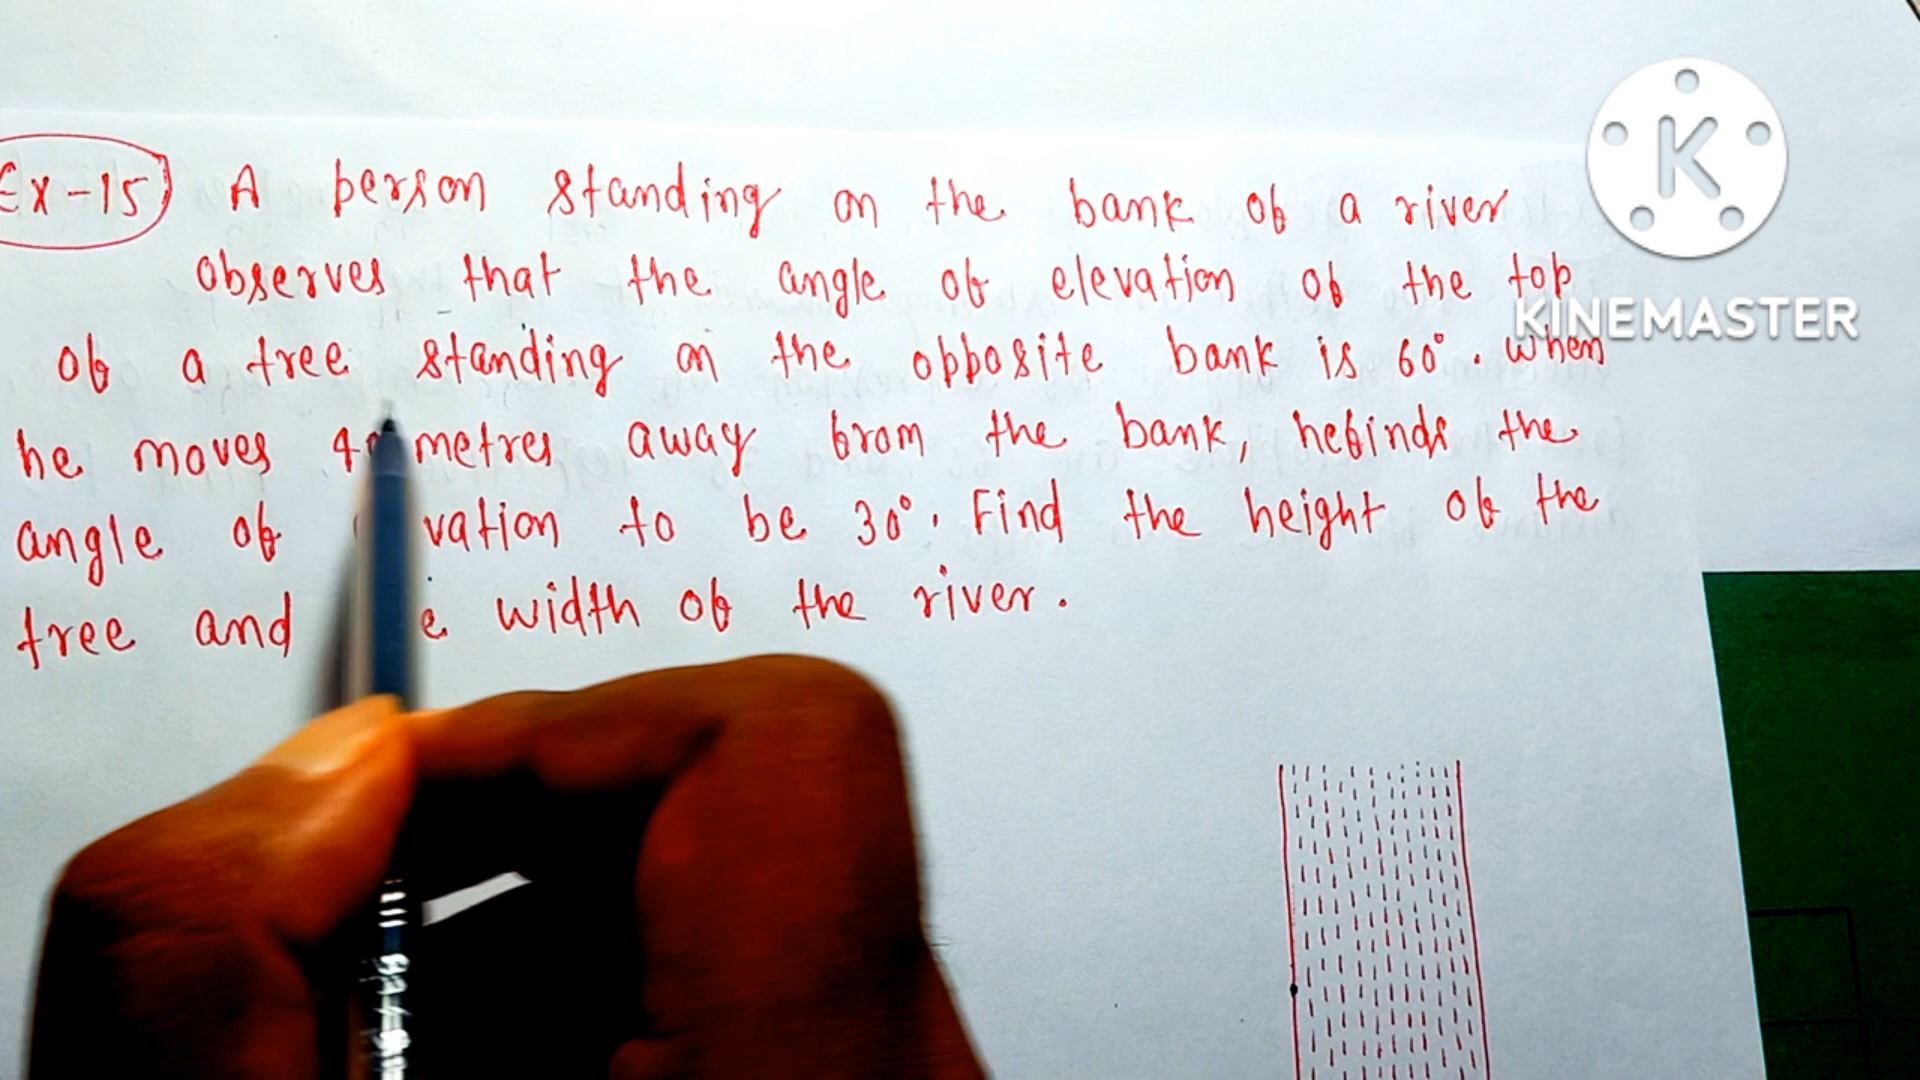 Ex-15) A person standing on the bank of a river
observes that the angle of elevation of the top
of a tree standing on the opposite bank is 60°. When
he moves metres away from the bank, he finds the
angle of to be 30°. Find the height of the
tree and width of the river.
K
KINEMASTER